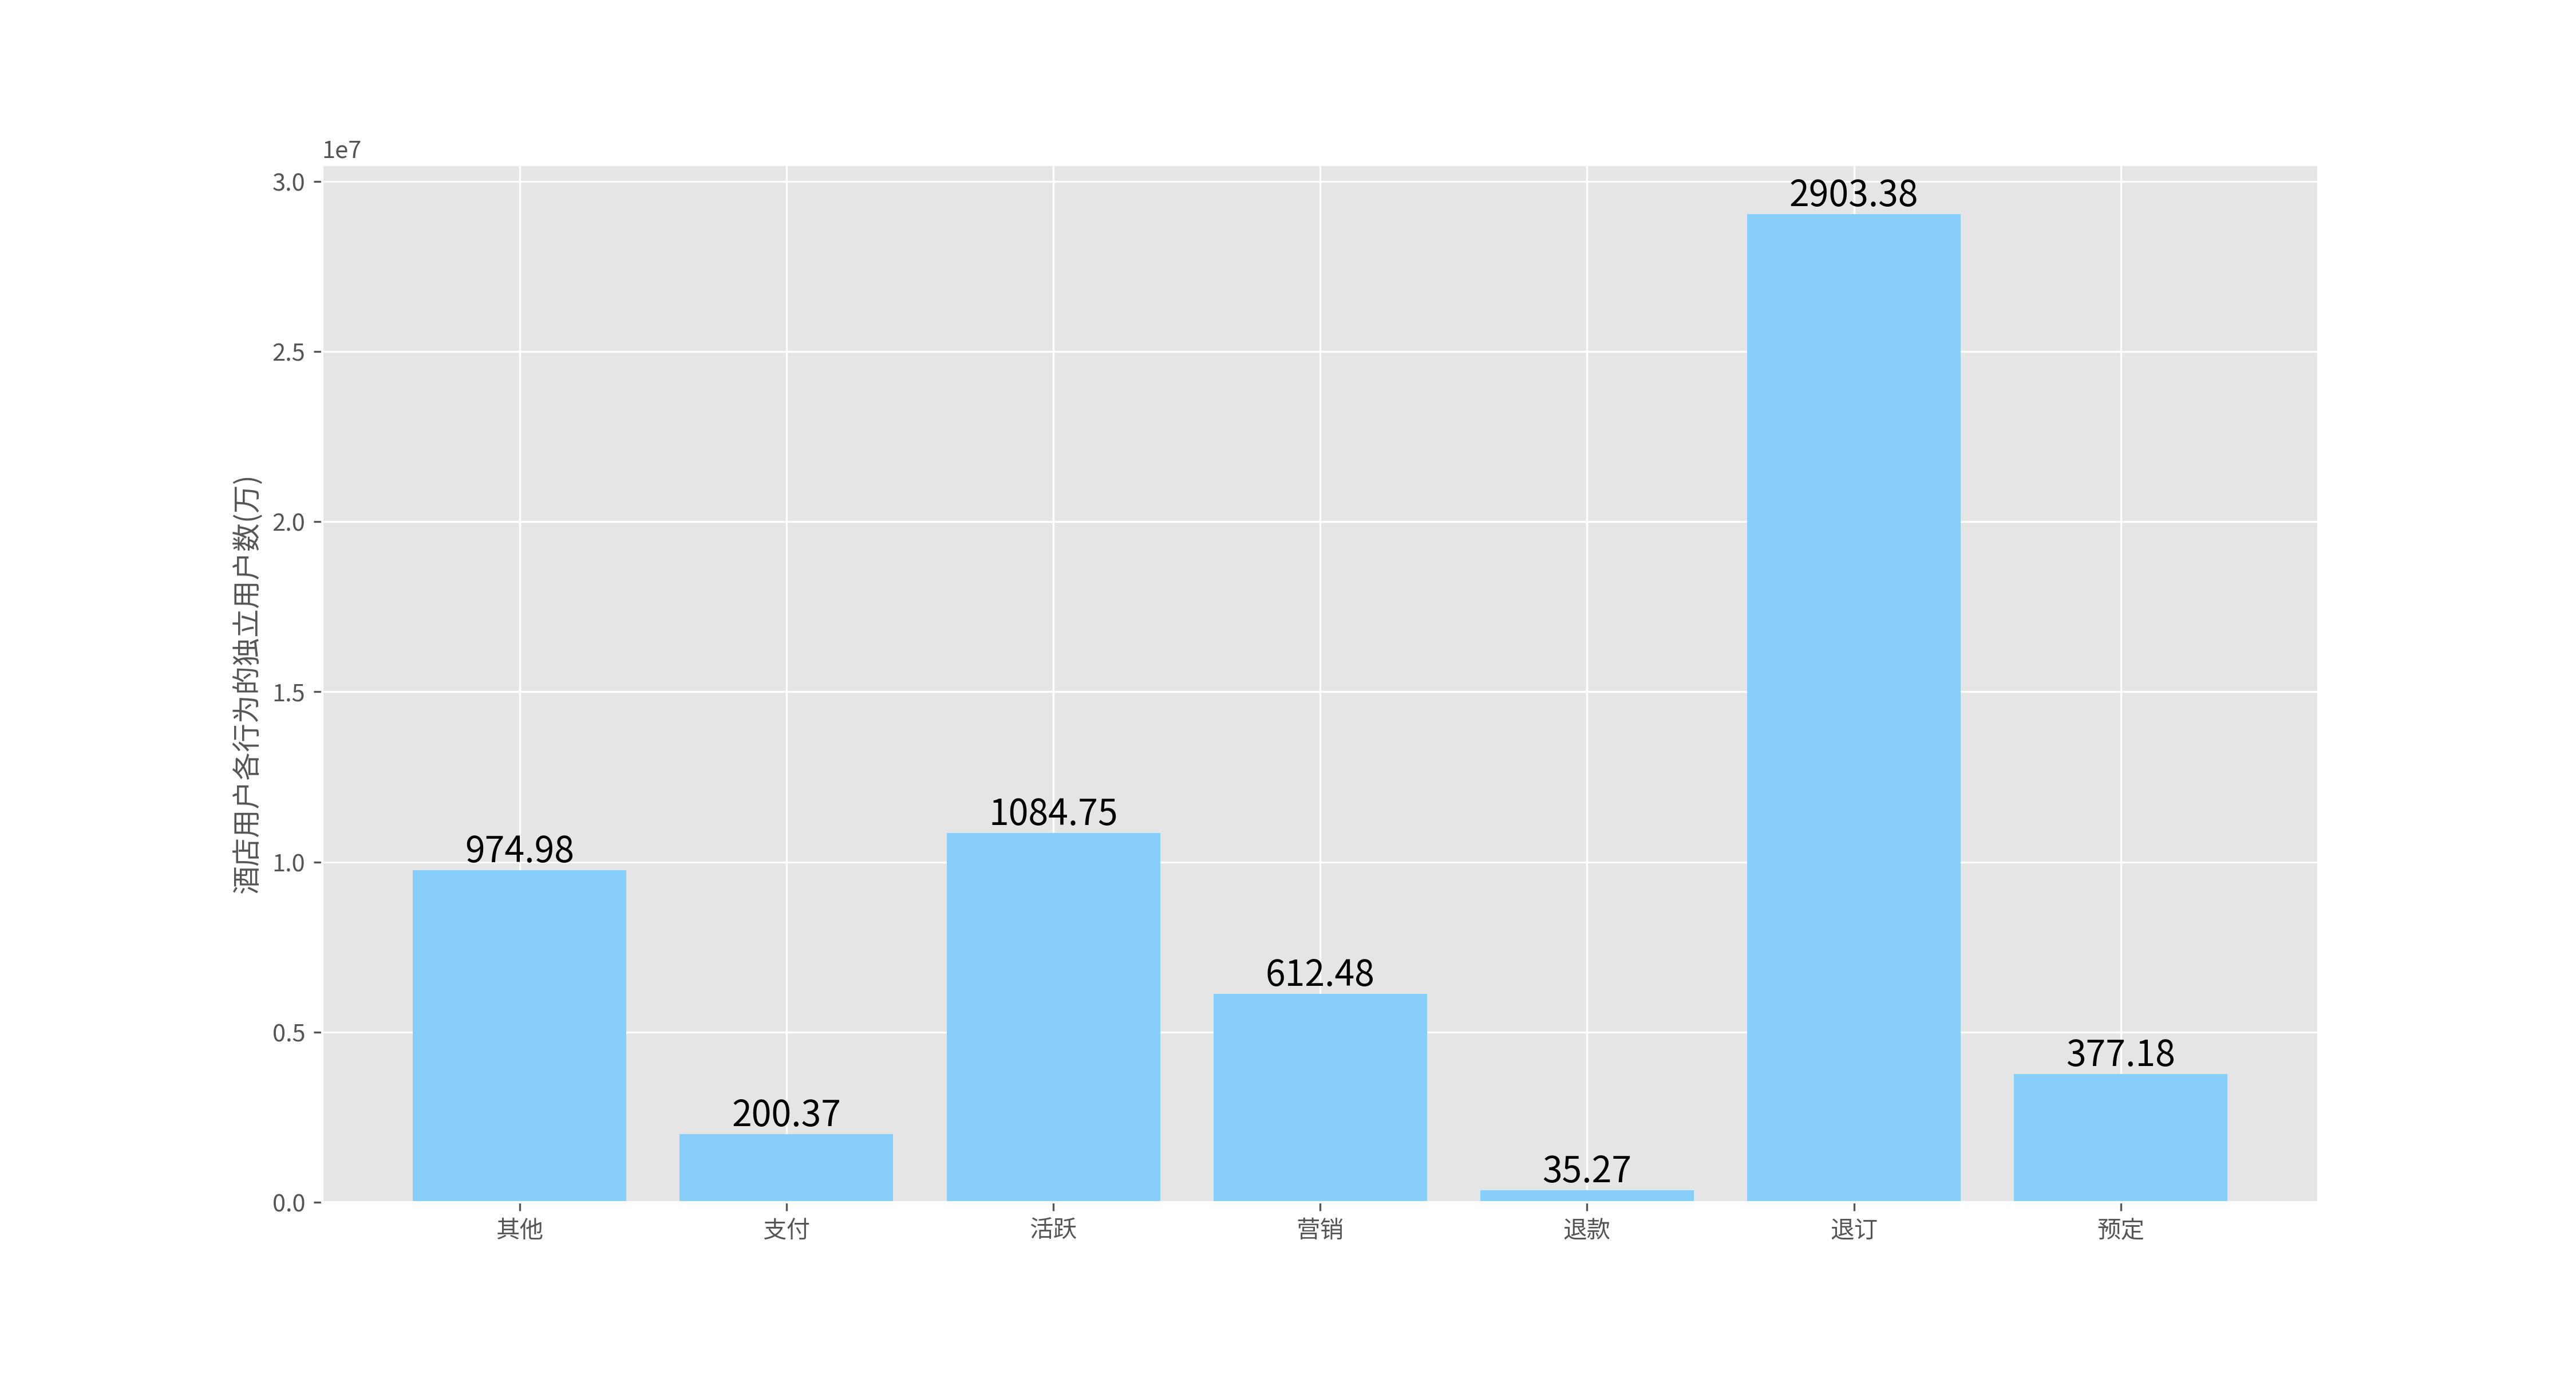 1e7
3.0
2.5
2.0
1.5
1.0
0.5
0.0
酒店用户各行为的独立用户数(万)
974.98
200.37
1084.75
612.48
35.27
2903.38
377.18
其他
支付
活跃
营销
退款
退订
预定